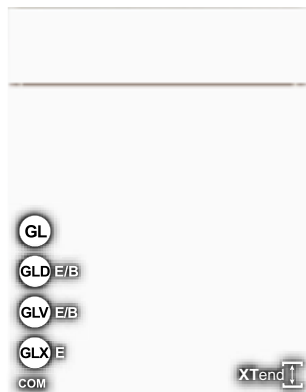 GL
GLD E/B
GLV E/B
GLX E
COM
XTend